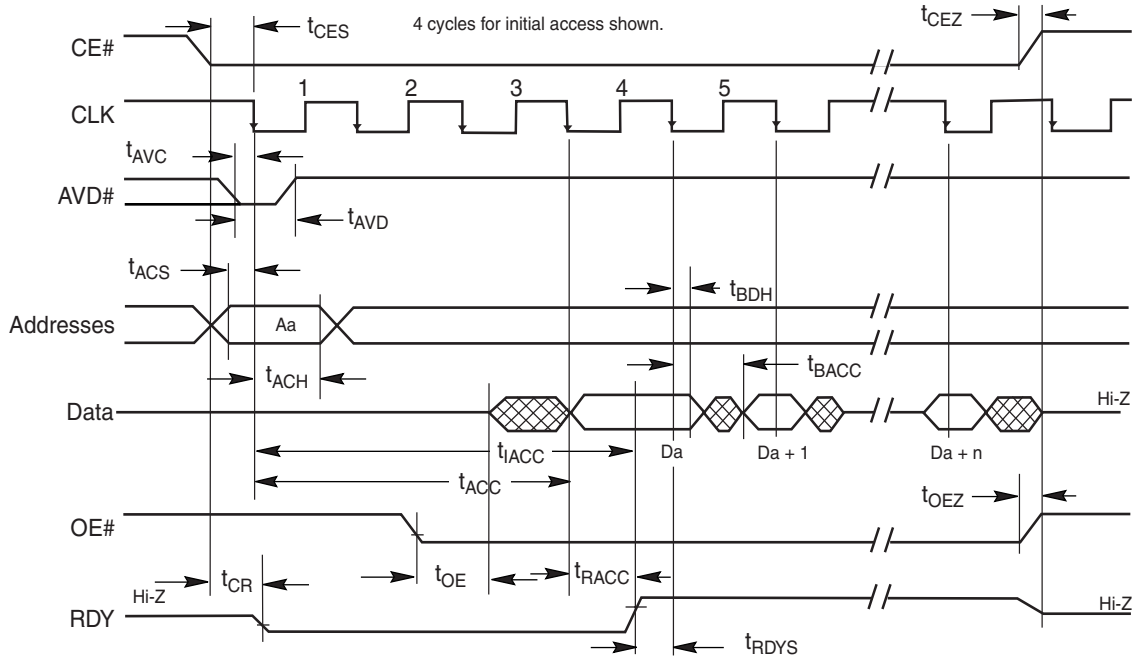 tCES
4 cycles for initial access shown.
tCEZ
CE#
1 2 3 4 5
CLK
tAVC
AVD#
tAVD
tACS
tBDH
Addresses
Aa
tACH
tBACC
Data
Hi-Z
tIACC
Da
Da + 1
Da + n
tACC
tOEZ
OE#
tCR
tOE
tRACC
Hi-Z
RDY
Hi-Z
tRDYS